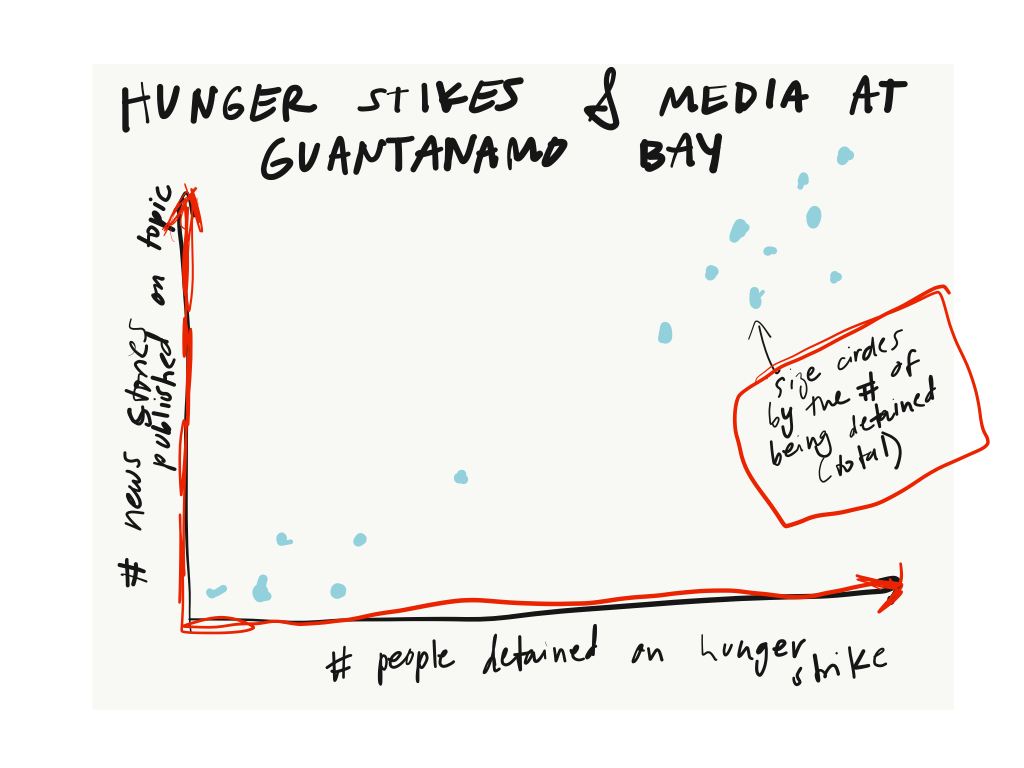 HUNGER STIKES & MEDIA AT
GUANTANAMO BAY
# news stories
published on topic
size circles
by the # of
being detained
(total)
# people detained on hunger
strike